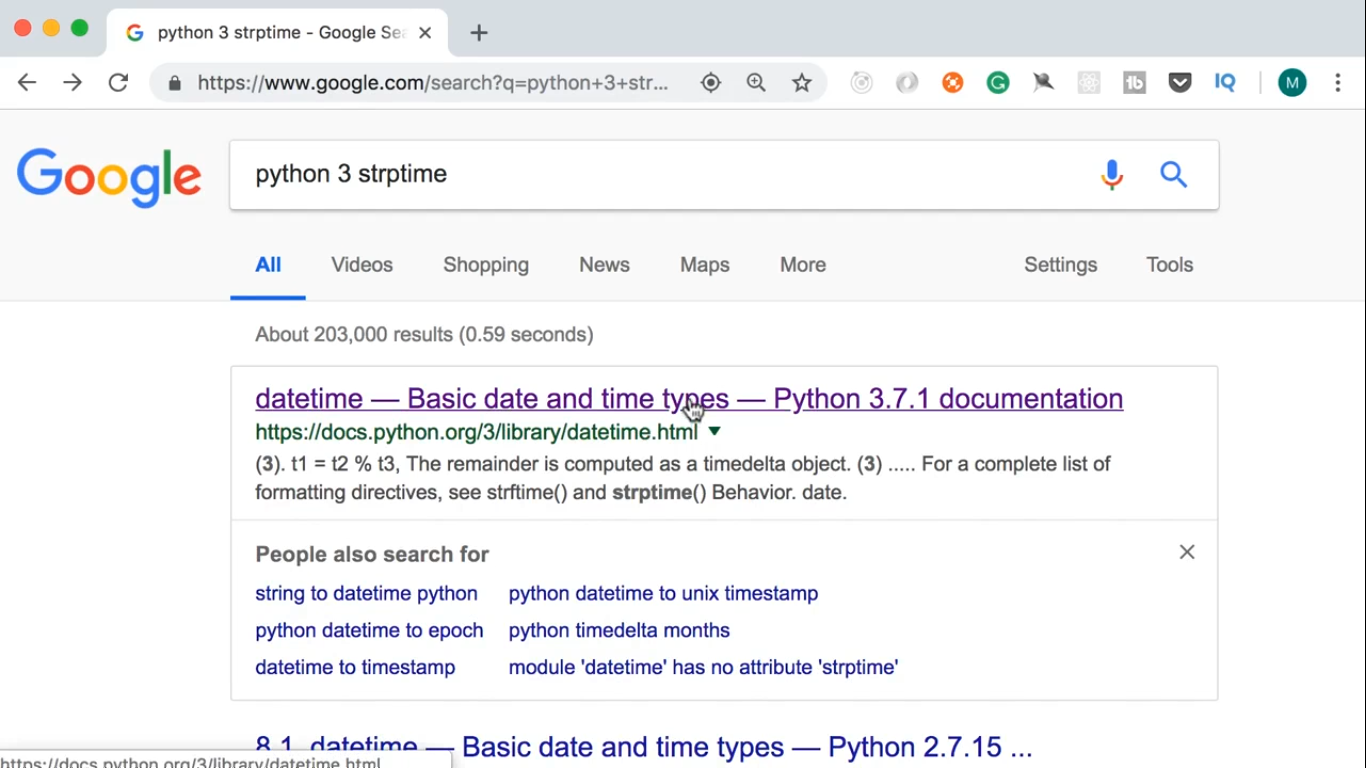 python 3 strptime - Google Sea
https://www.google.com/search?q=python+3+str...
IQ
M
Google
python 3 strptime
All Videos Shopping News Maps More Settings Tools
About 203,000 results (0.59 seconds)
datetime — Basic date and time types — Python 3.7.1 documentation
https://docs.python.org/3/library/datetime.html
(3). t1 = t2 % t3, The remainder is computed as a timedelta object. (3) ..... For a complete list of
formatting directives, see strftime() and strptime() Behavior. date.
People also search for
string to datetime python python datetime to unix timestamp
python datetime to epoch python timedelta months
datetime to timestamp module 'datetime' has no attribute 'strptime'
8.1. datetime — Basic date and time types — Python 2.7.15 ...
https://docs.python.org/3/library/datetime.html